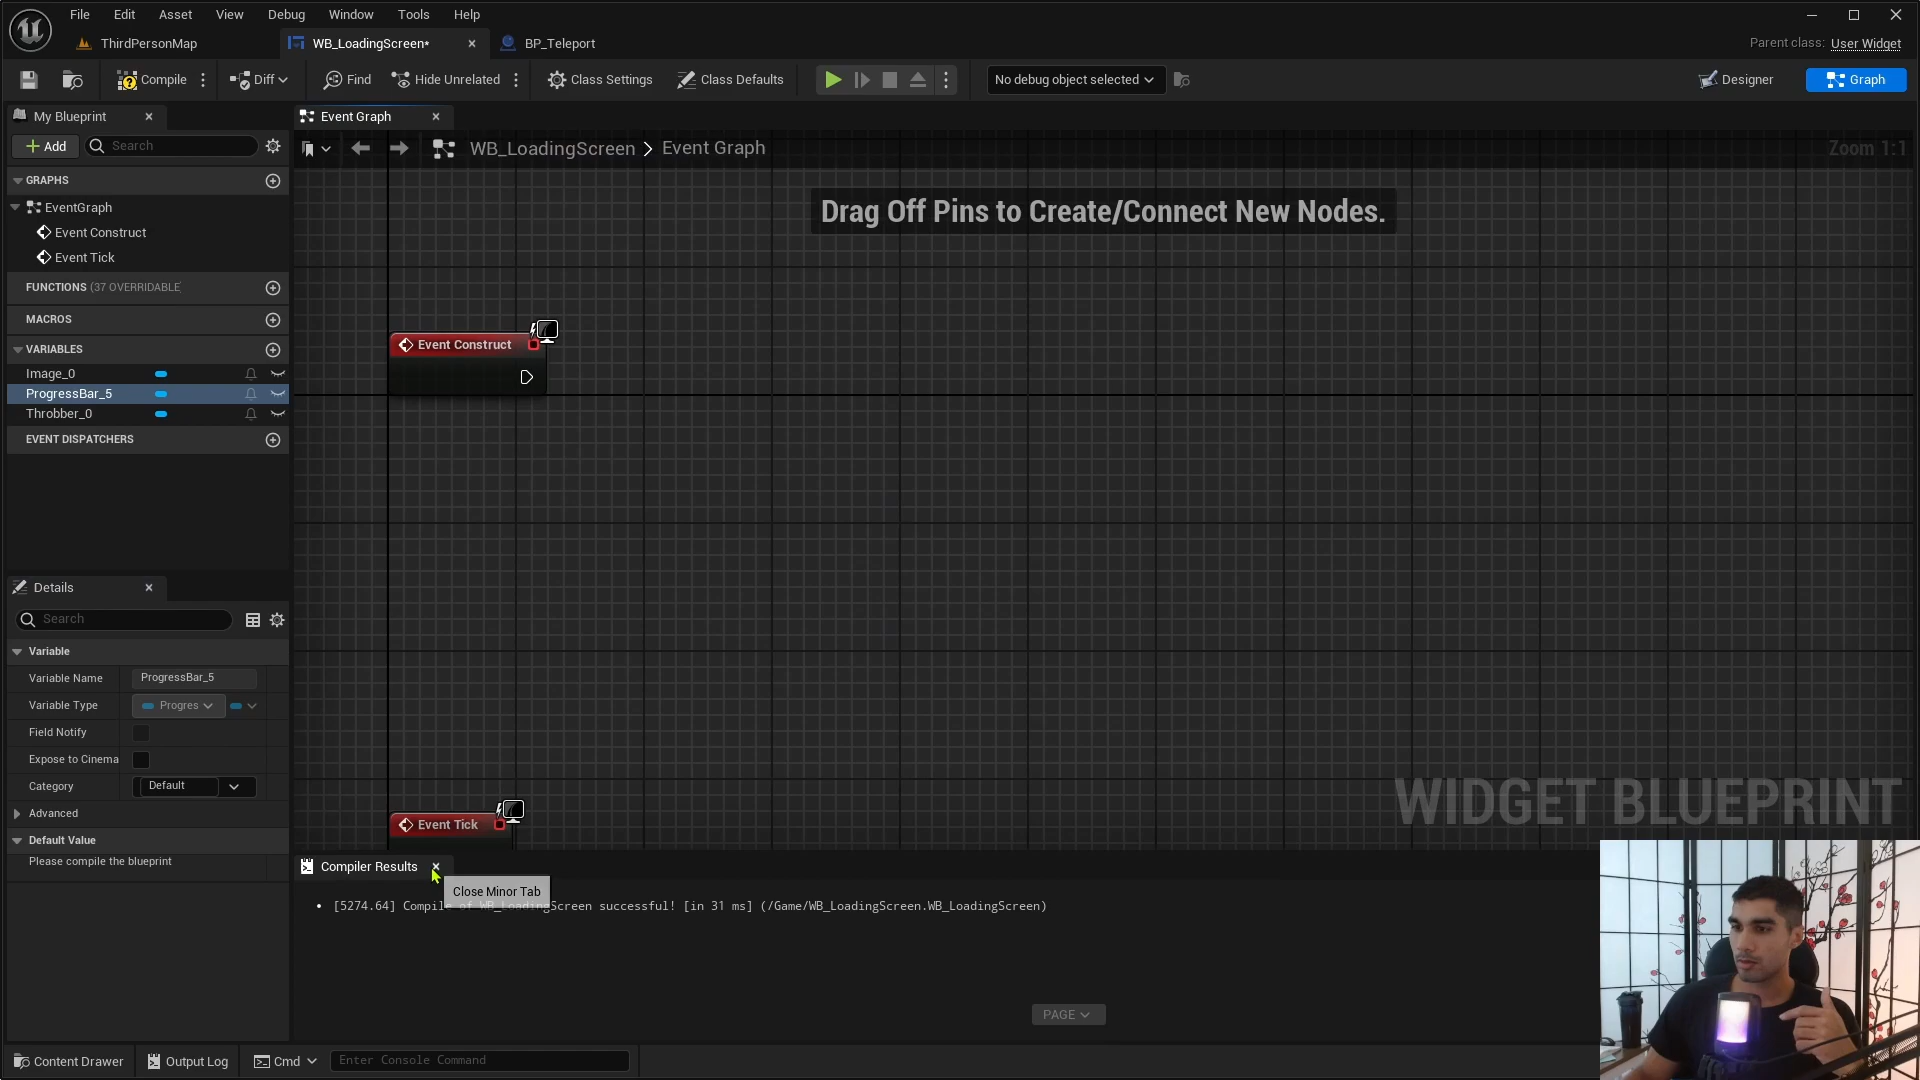 File Edit Asset View Debug Window Tools Help
ThirdPersonMap
WB_LoadingScreen*
BP_Teleport
Parent class: User Widget
Compile
Diff
Find
Hide Unrelated
Class Settings
Class Defaults
No debug object selected
Designer
Graph
My Blueprint
Event Graph
Add
Search
WB_LoadingScreen > Event Graph
Zoom 1:1
GRAPHS
EventGraph
Event Construct
Event Tick
FUNCTIONS (37 OVERRIDABLE
MACROS
VARIABLES
Image_0
ProgressBar_5
Throbber_0
EVENT DISPATCHERS
Drag Off Pins to Create/Connect New Nodes.
Event Construct
Event Tick
WIDGET BLUEPRINT
Details
Search
Variable
Variable Name ProgressBar_5
Variable Type Progres
Field Notify
Expose to Cinema
Category Default
Advanced
Default Value
Please compile the blueprint
Compiler Results
Close Minor Tab
[5274.64] Compile of WB_LoadingScreen successful! [in 31 ms] (/Game/WB_LoadingScreen.WB_LoadingScreen)
PAGE
Content Drawer
Output Log
Cmd
Enter Console Command